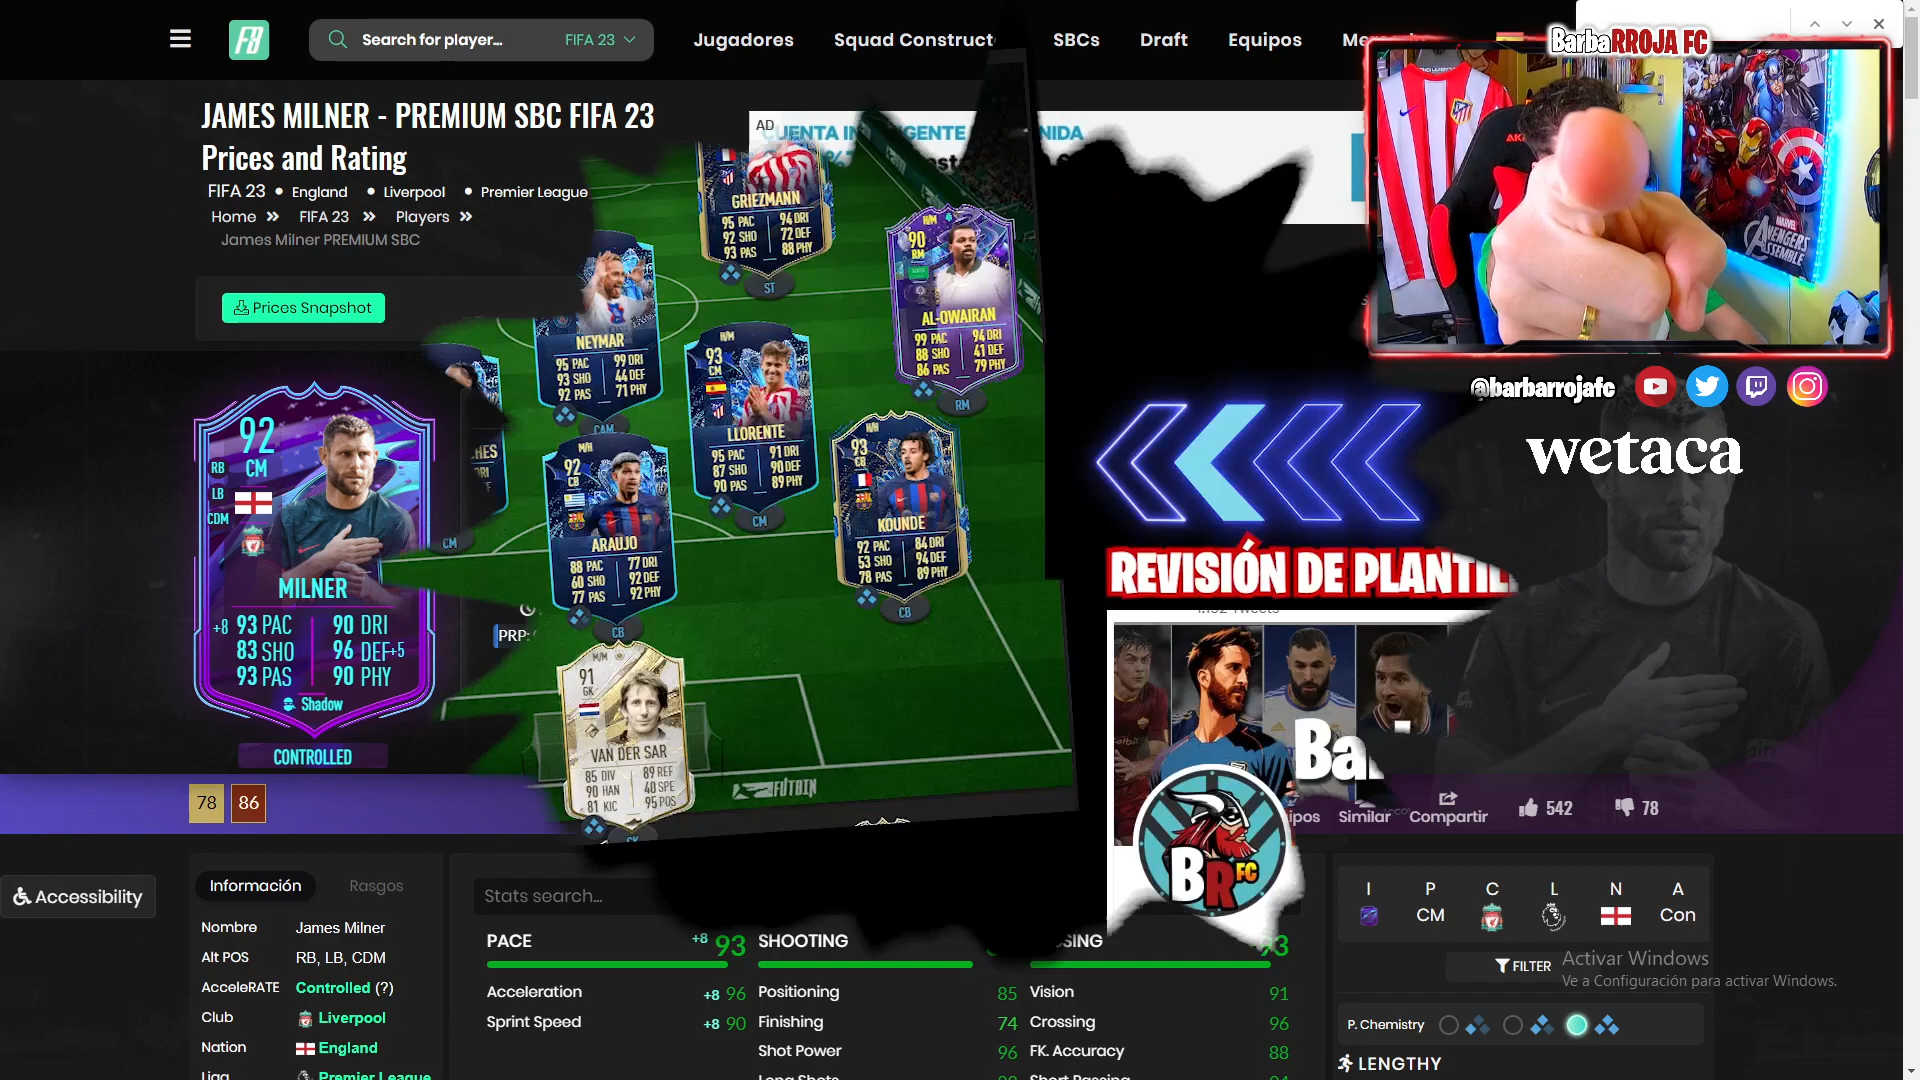 Search for player...
FIFA 23
Jugadores
SBCs
Draft
Equipos
BarbaRROJA FC
JAMES MILNER - PREMIUM SBC FIFA 23
Prices and Rating
FIFA 23 • England • Liverpool • Premier League
Home » FIFA 23 » Players »
James Milner PREMIUM SBC
Prices Snapshot
AD
GRIEZMANN
95 PAC 94 DRI
92 SHO 72 DEF
93 PAS 88 PHY
ST
H/M
90
RM
AL-OWAIRAN
99 PAC 94 DRI
88 SHO 41 DEF
86 PAS 79 PHY
RM
NEYMAR
95 PAC 99 DRI
93 SHO 44 DEF
92 PAS 71 PHY
CAM
H/M
93
CM
LLORENTE
95 PAC 91 DRI
87 SHO 90 DEF
90 PAS 89 PHY
CM
CM
M/H
92
CB
ARAUJO
88 PAC 77 DRI
60 SHO 92 DEF
77 PAS 92 PHY
CB
H/H
93
CB
KOUNDE
92 PAC 84 DRI
53 SHO 94 DEF
78 PAS 89 PHY
CB
M/M
91
GK
VAN DER SAR
85 DIV 89 REF
90 HAN 40 SPE
81 KIC 95 POS
FUTBIN
MARVEL
AVENGERS
ASSEMBLE
@barbarrojafc
wetaca
92
CM
RB
LB
CDM
MILNER
+8 93 PAC 90 DRI
83 SHO 96 DEF+5
93 PAS 90 PHY
Shadow
CONTROLLED
PRP:
78 86
BR FC
Similar
Compartir
542
78
Accessibility
Información
Rasgos
Stats search...
Nombre James Milner
Alt POS RB, LB, CDM
AcceleRATE Controlled (?)
Club Liverpool
Nation England
Liga Premier League
PACE +8 93
Acceleration +8 96
Sprint Speed +8 90
SHOOTING
Positioning 85
Finishing 74
Shot Power 96
Vision 91
Crossing 96
FK. Accuracy 88
I P C L N A
CM Con
FILTER
Activar Windows
Ve a Configuración para activar Windows.
P. Chemistry
LENGTHY